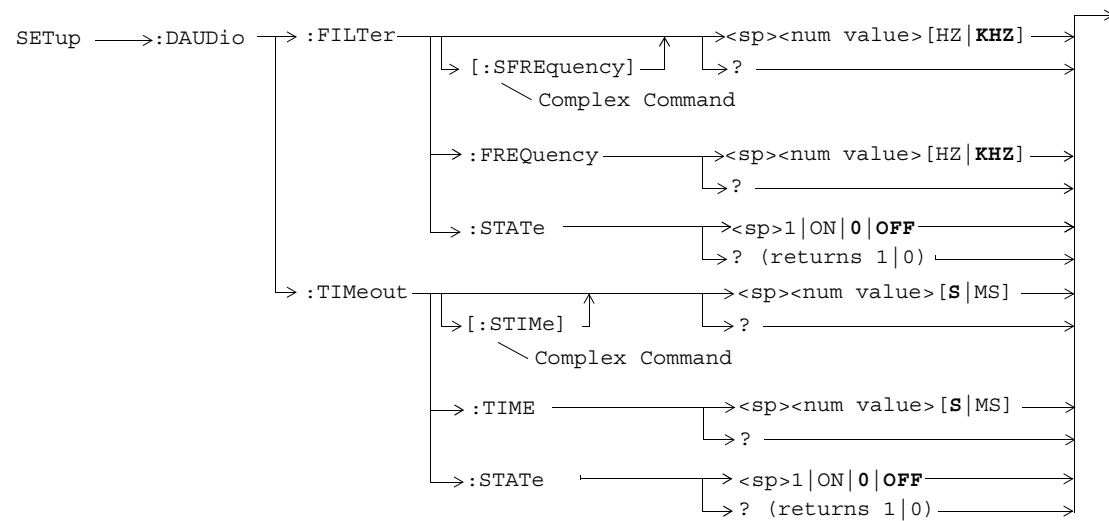 SETup :DAUDio :FILTer <sp><num value>[HZ|KHZ]
[:SFREquency] ?
Complex Command
:FREQuency <sp><num value>[HZ|KHZ]
?
:STATe <sp>1|ON|0|OFF
? (returns 1|0)
:TIMeout <sp><num value>[S|MS]
[:STIMe] ?
Complex Command
:TIME <sp><num value>[S|MS]
?
:STATe <sp>1|ON|0|OFF
? (returns 1|0)